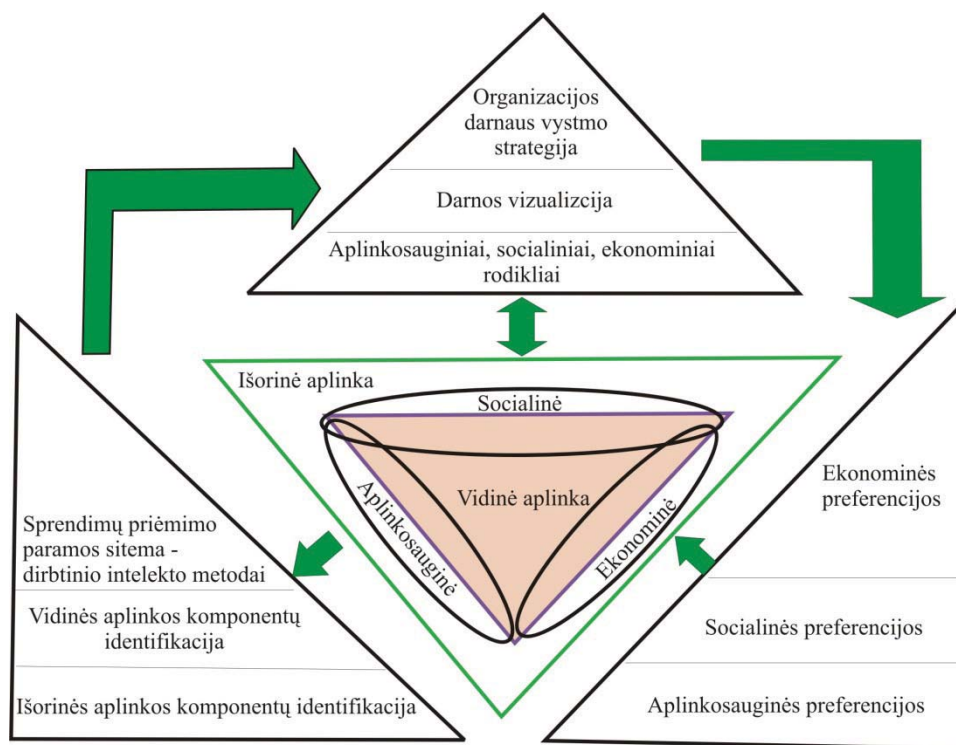 Organizacijos
darnaus vystmo
strategija
Darnos vizualizcija
Aplinkosauginiai, socialiniai, ekonominiai
rodikliai
Išorinė aplinka
Socialinė
Aplinkosauginė
Vidinė aplinka
Ekonominė
Sprendimų priėmimo
paramos sitema -
dirbtinio intelekto metodai
Vidinės aplinkos komponentų
identifikacija
Išorinės aplinkos komponentų identifikacija
Ekonominės
preferencijos
Socialinės preferencijos
Aplinkosauginės preferencijos